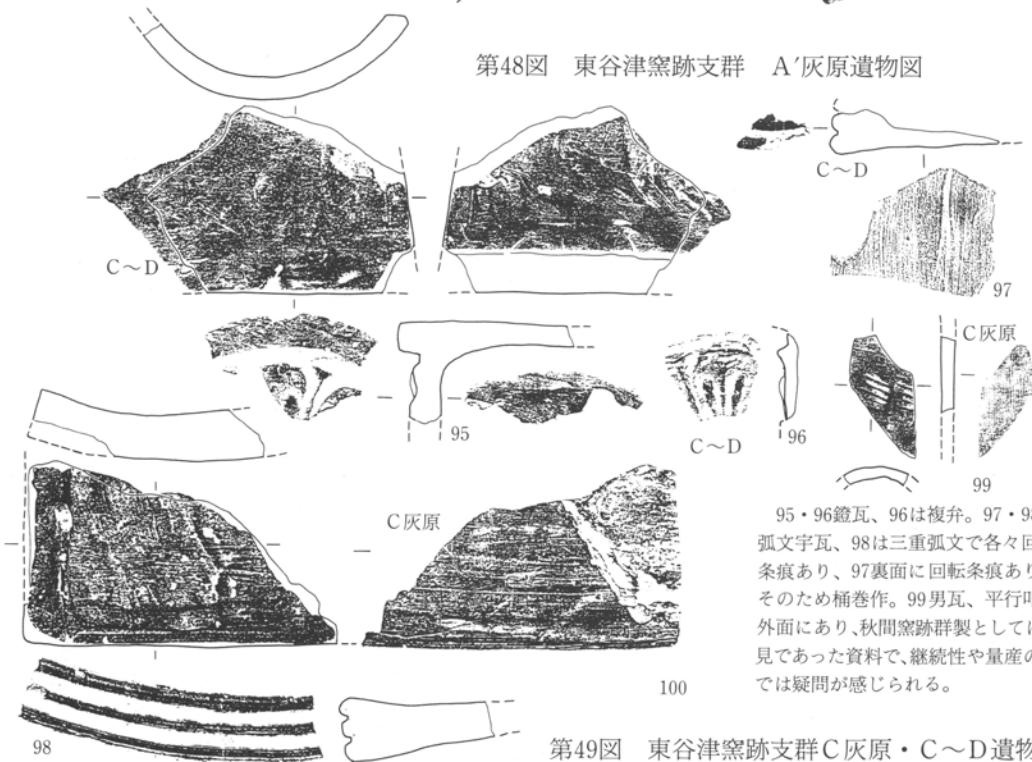 第48図 東谷津窯跡支群 A′灰原遺物図
C~D
C~D
97
C灰原
95
C~D
96
99
C灰原
95・96鐙瓦、96は複弁。97・98
弧文宇瓦、98は三重弧文で各々回
条痕あり、97裏面に回転条痕あり
そのため桶巻作。99男瓦、平行叩
外面にあり、秋間窯跡群製としては
見であった資料で、継続性や量産の
では疑問が感じられる。
100
98
第49図 東谷津窯跡支群C灰原・C~D遺物